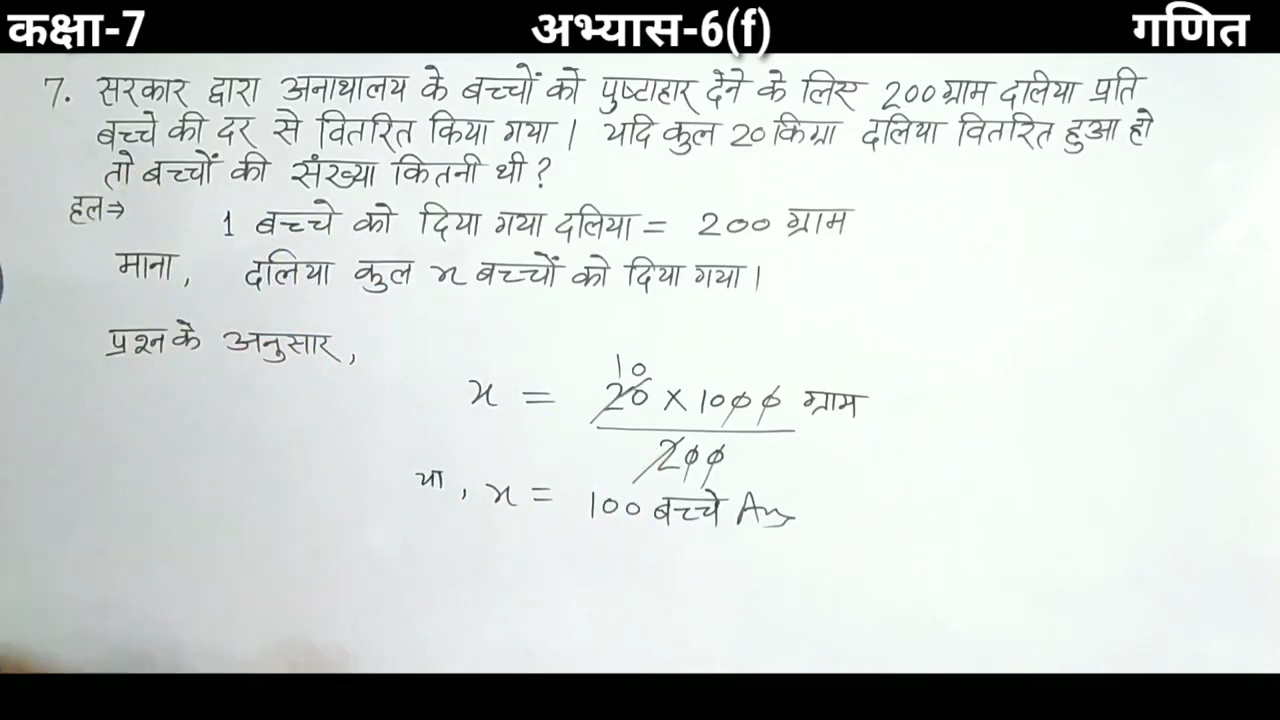 कक्षा-7 अभ्यास-6(f) गणित
7. सरकार द्वारा अनाथालय के बच्चों को पुष्टाहार देने के लिए 200 ग्राम दलिया प्रति
बच्चे की दर से वितरित किया गया। यदि कुल 20 किग्रा दलिया वितरित हुआ हो
तो बच्चों की संख्या कितनी थी?
हल⇒
1 बच्चे को दिया गया दलिया = 200 ग्राम
माना, दलिया कुल x बच्चों को दिया गया।
प्रश्न के अनुसार,
10
x = 20 × 1000 ग्राम
200
या, x = 100 बच्चे Ans